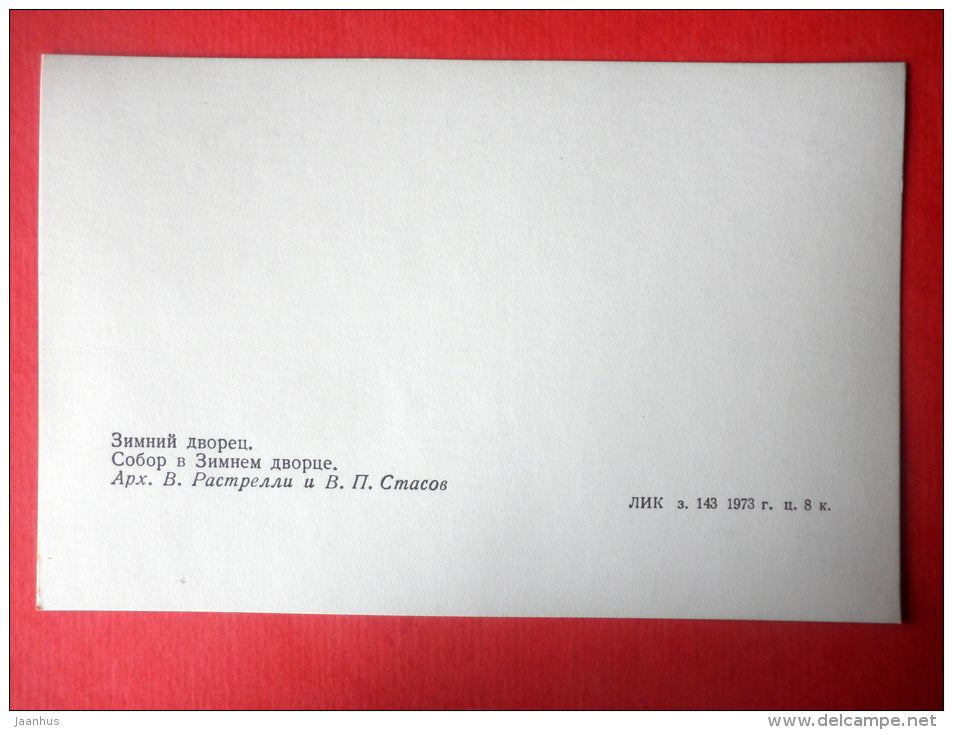 Зимний дворец.
Собор в Зимнем дворце.
Арх. В. Растрелли и В. П. Стасов
ЛИК з. 143 1973 г. ц. 8 к.
jaanhus
www.delcampe.net